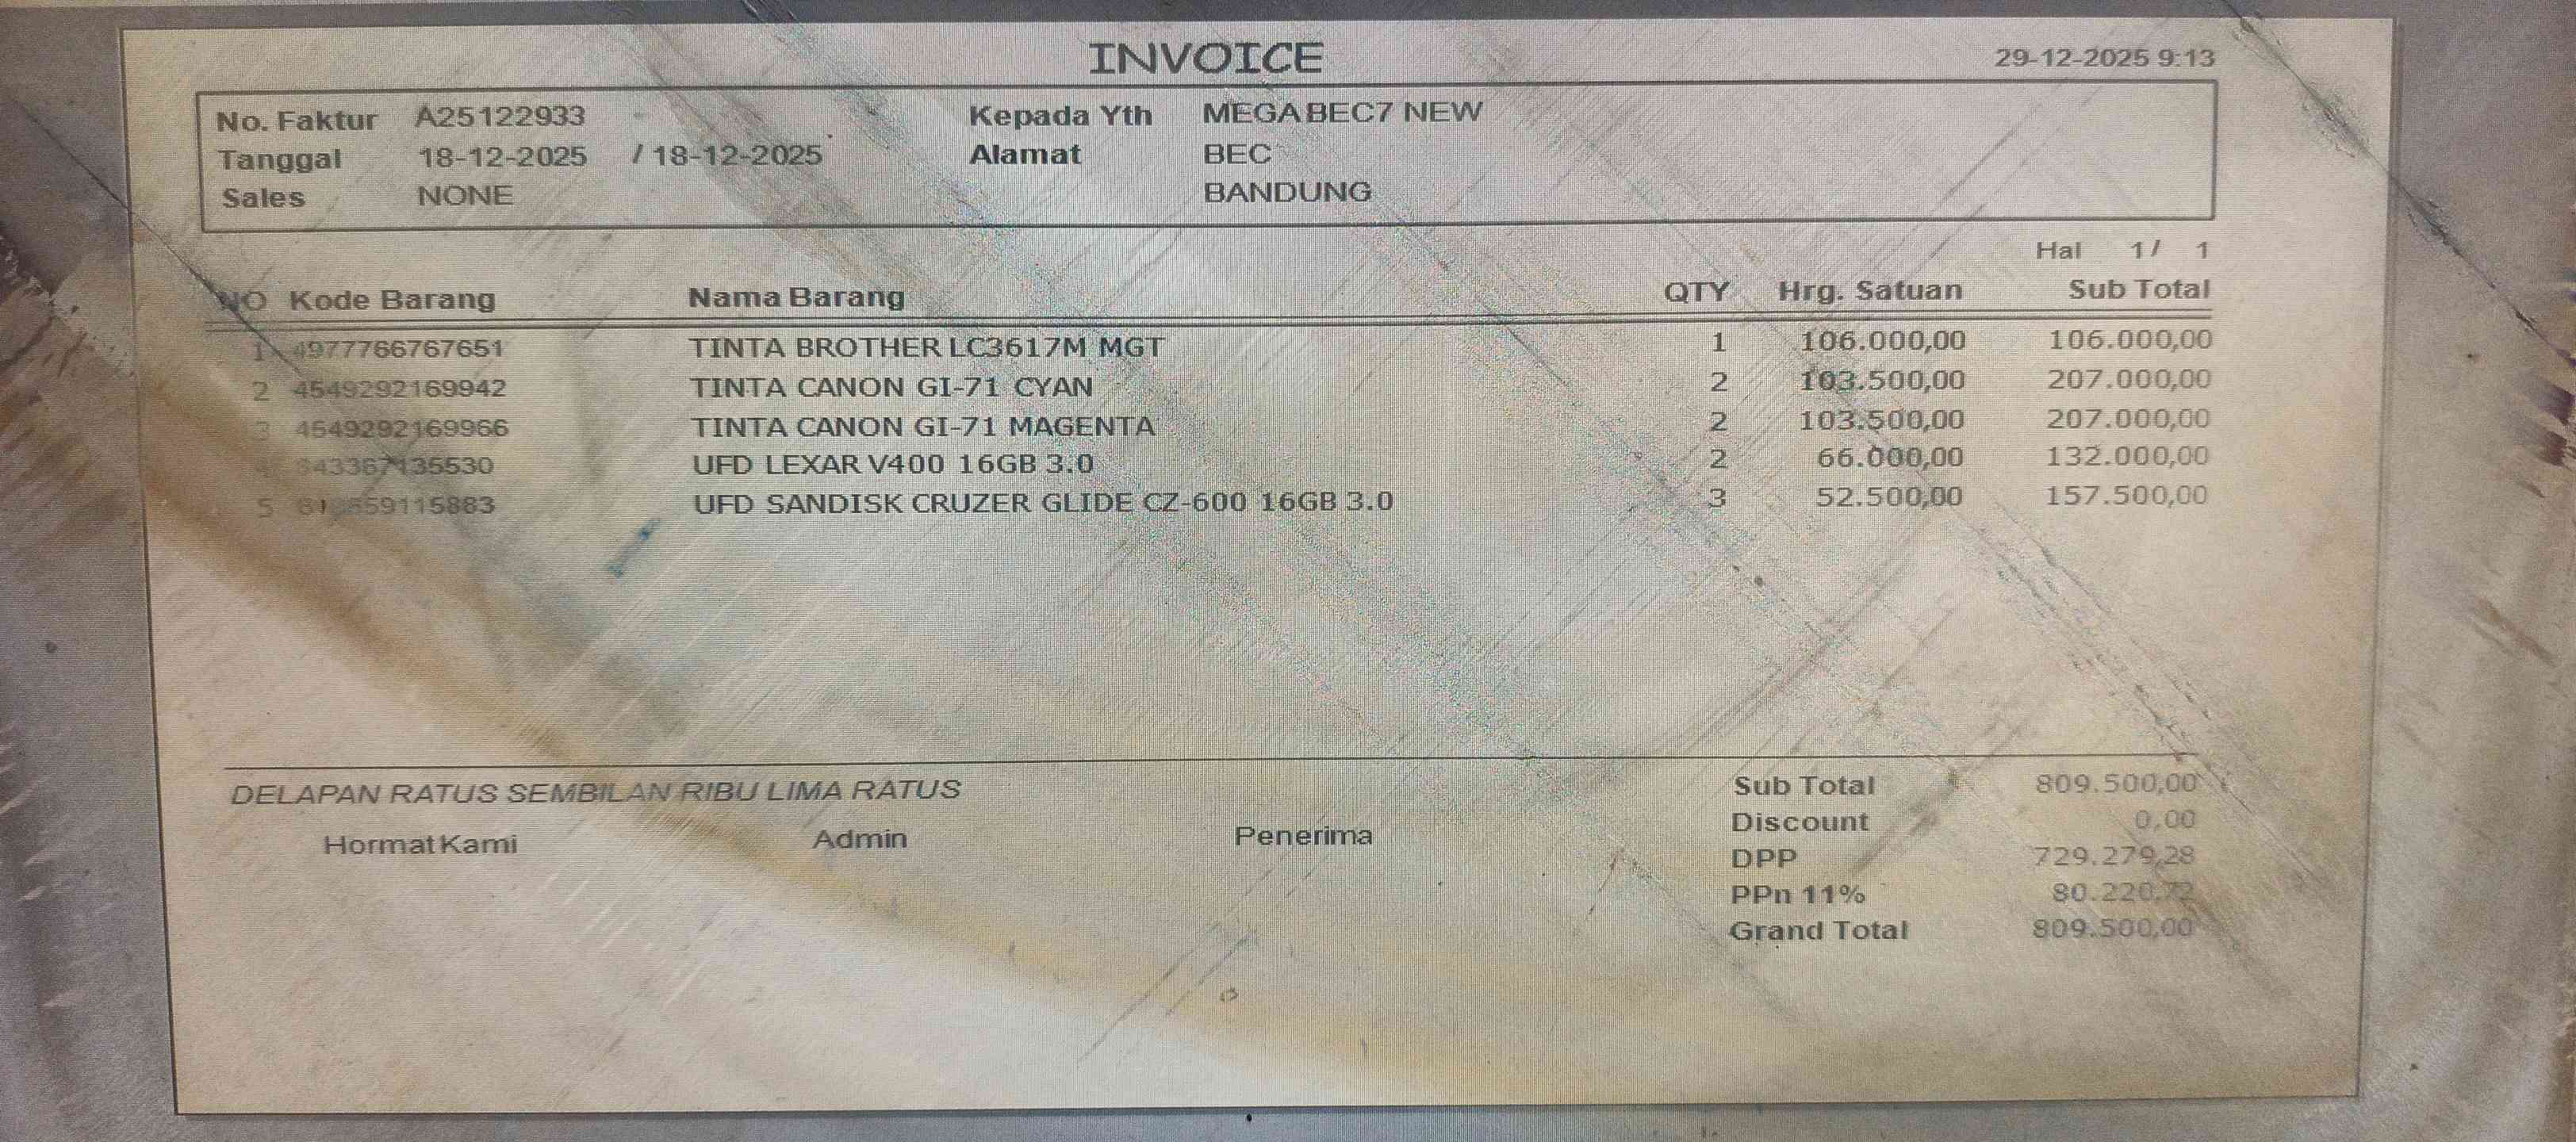 INVOICE
29-12-2025 9:13
No. Faktur A25122933 Kepada Yth MEGABEC7 NEW
Tanggal 18-12-2025 / 18-12-2025 Alamat BEC
Sales NONE BANDUNG
Hal 1/ 1
NO Kode Barang Nama Barang QTY Hrg. Satuan Sub Total
1 4977766767651 TINTA BROTHER LC3617M MGT 1 106.000,00 106.000,00
2 4549292169942 TINTA CANON GI-71 CYAN 2 103.500,00 207.000,00
3 4549292169966 TINTA CANON GI-71 MAGENTA 2 103.500,00 207.000,00
4 843367135530 UFD LEXAR V400 16GB 3.0 2 66.000,00 132.000,00
5 UFD SANDISK CRUZER GLIDE CZ-600 16GB 3.0 3 52.500,00 157.500,00
DELAPAN RATUS SEMBILAN RIBU LIMA RATUS
Hormat Kami Admin Penerima
Sub Total 809.500,00
Discount 0,00
DPP 729.279,28
PPn 11% 80.220,72
Grand Total 809.500,00